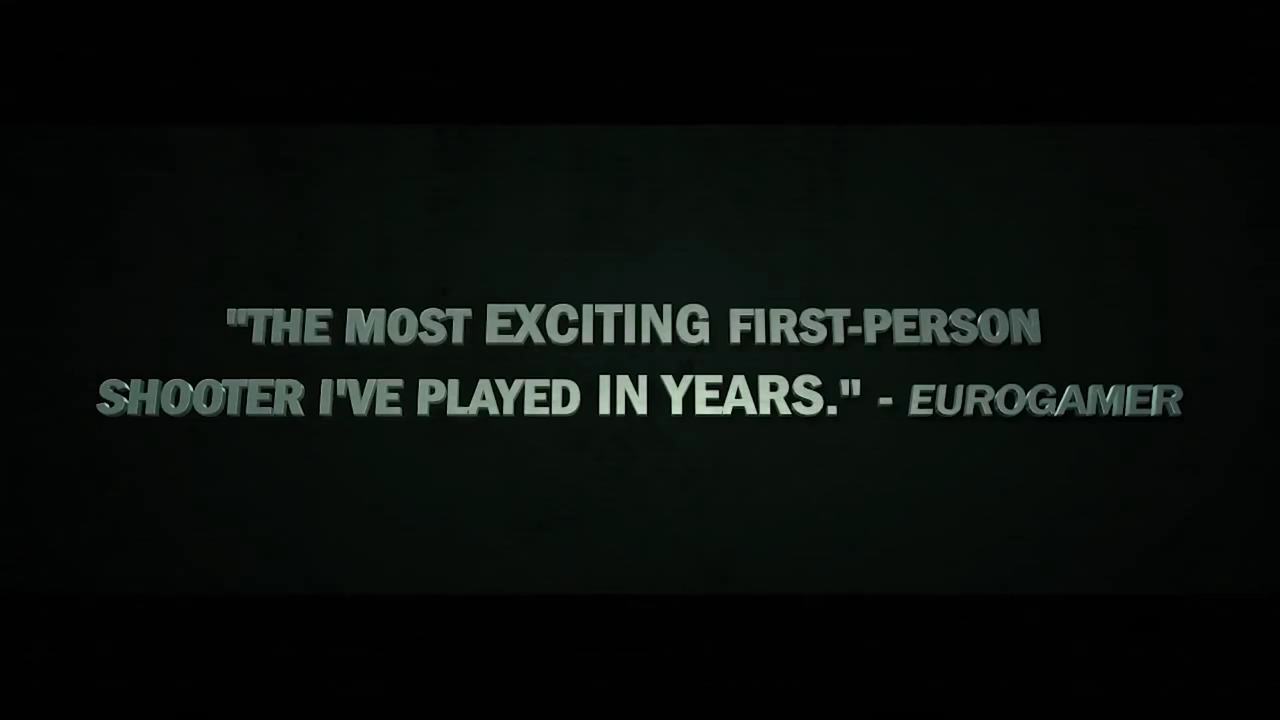 "THE MOST EXCITING FIRST-PERSON
SHOOTER I'VE PLAYED IN YEARS." - EUROGAMER